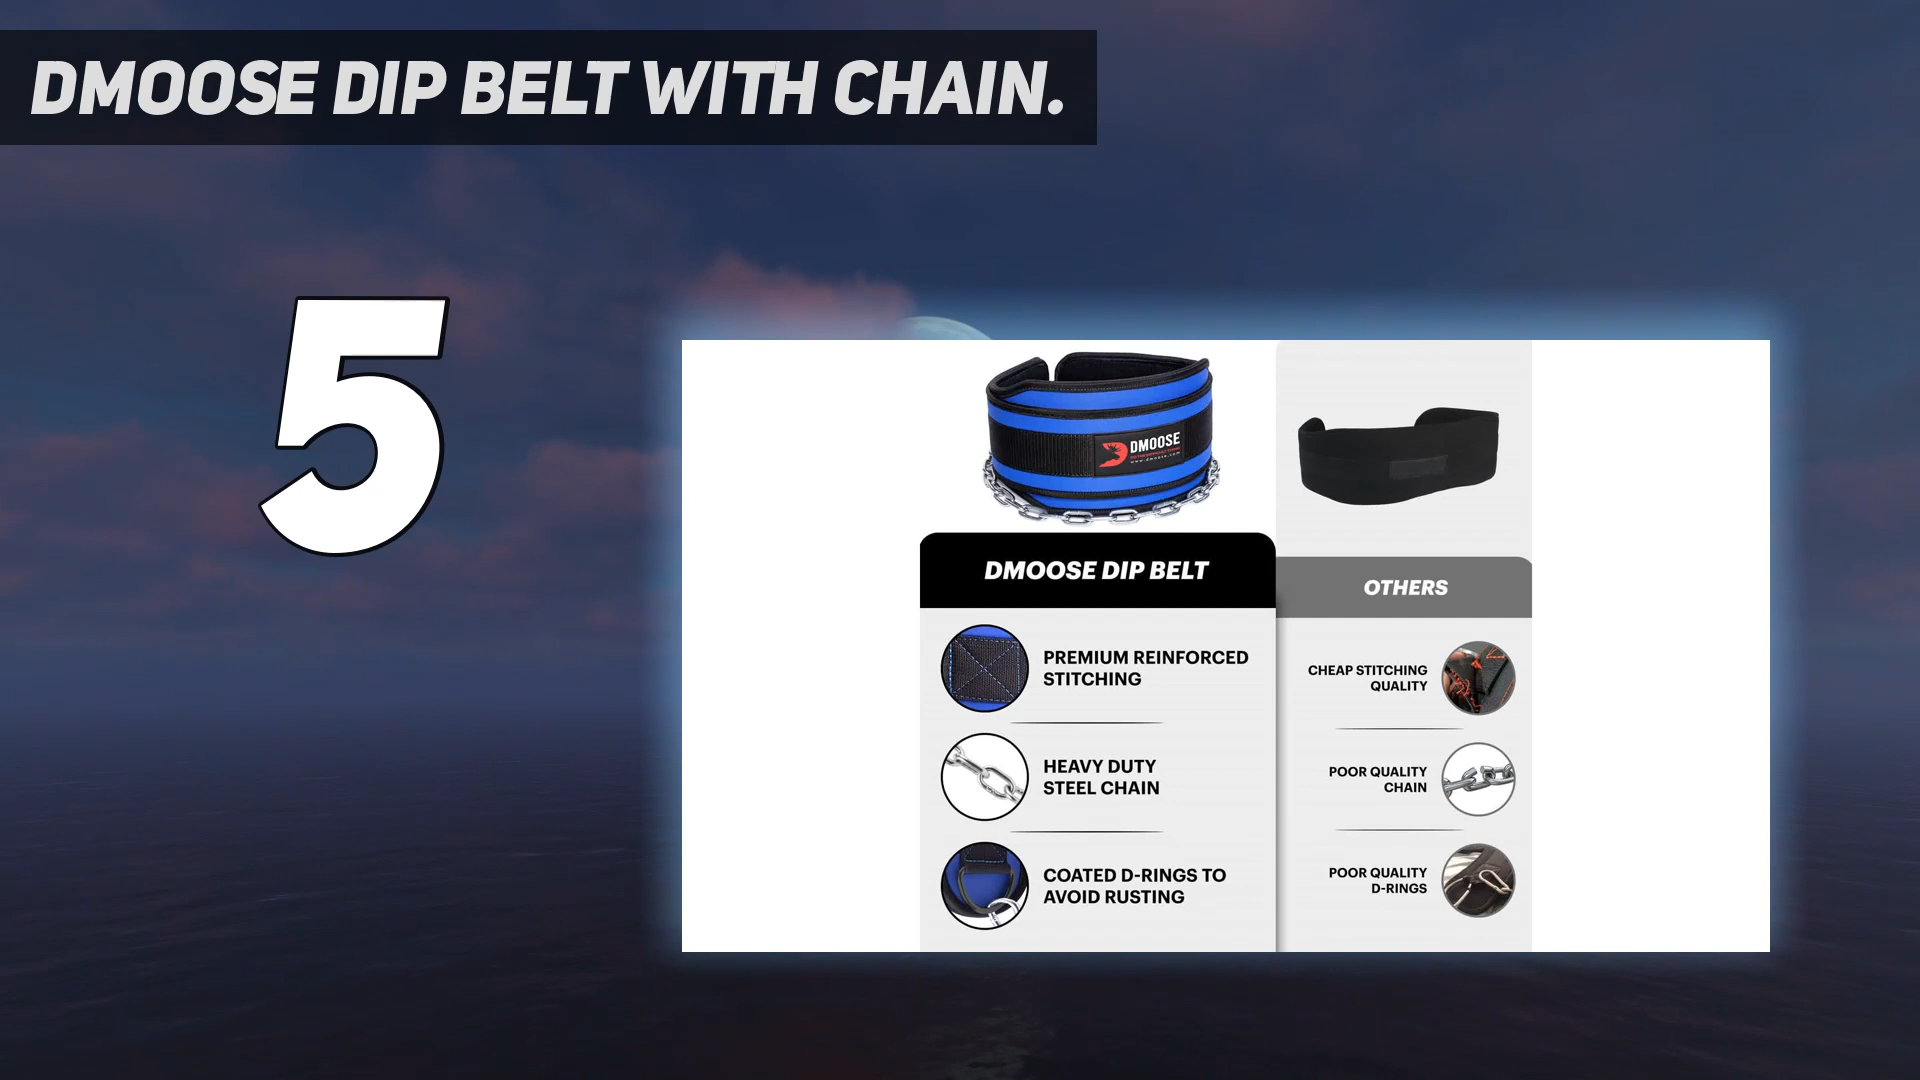 DMOOSE DIP BELT WITH CHAIN.
5
DMOOSE
DMOOSE DIP BELT
OTHERS
PREMIUM REINFORCED
STITCHING
CHEAP STITCHING
QUALITY
HEAVY DUTY
STEEL CHAIN
POOR QUALITY
CHAIN
COATED D-RINGS TO
AVOID RUSTING
POOR QUALITY
D-RINGS